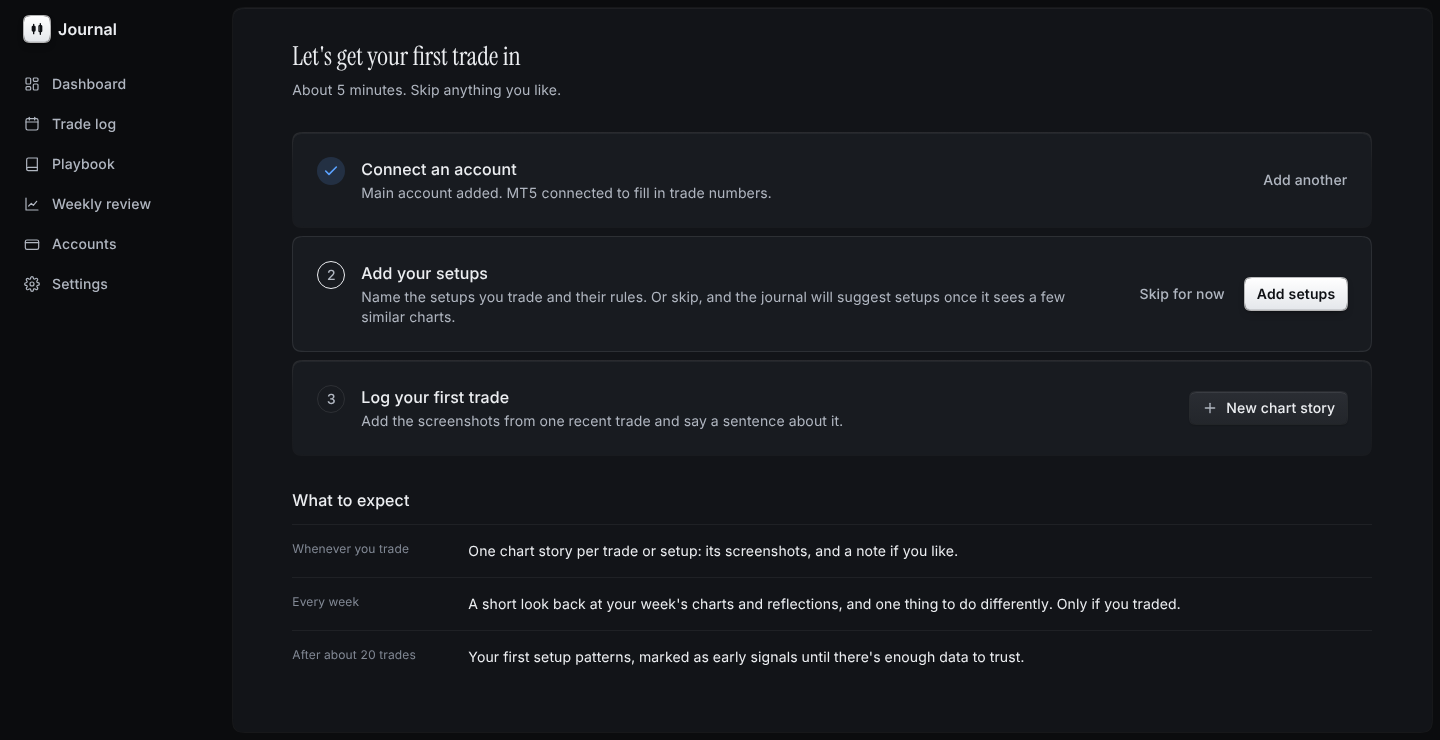 Journal
Dashboard
Trade log
Playbook
Weekly review
Accounts
Settings
Let's get your first trade in
About 5 minutes. Skip anything you like.
Connect an account
Main account added. MT5 connected to fill in trade numbers.
Add another
2
Add your setups
Name the setups you trade and their rules. Or skip, and the journal will suggest setups once it sees a few
similar charts.
Skip for now
Add setups
3
Log your first trade
Add the screenshots from one recent trade and say a sentence about it.
New chart story
What to expect
Whenever you trade
One chart story per trade or setup: its screenshots, and a note if you like.
Every week
A short look back at your week's charts and reflections, and one thing to do differently. Only if you traded.
After about 20 trades
Your first setup patterns, marked as early signals until there's enough data to trust.